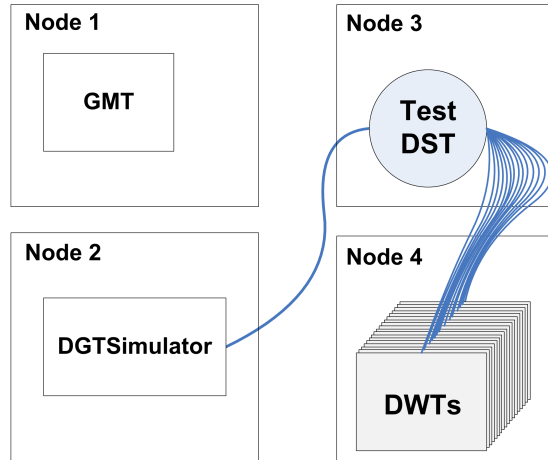 Node 1
GMT
Node 2
DGTSimulator
Node 3
Test
DST
Node 4
DWTs